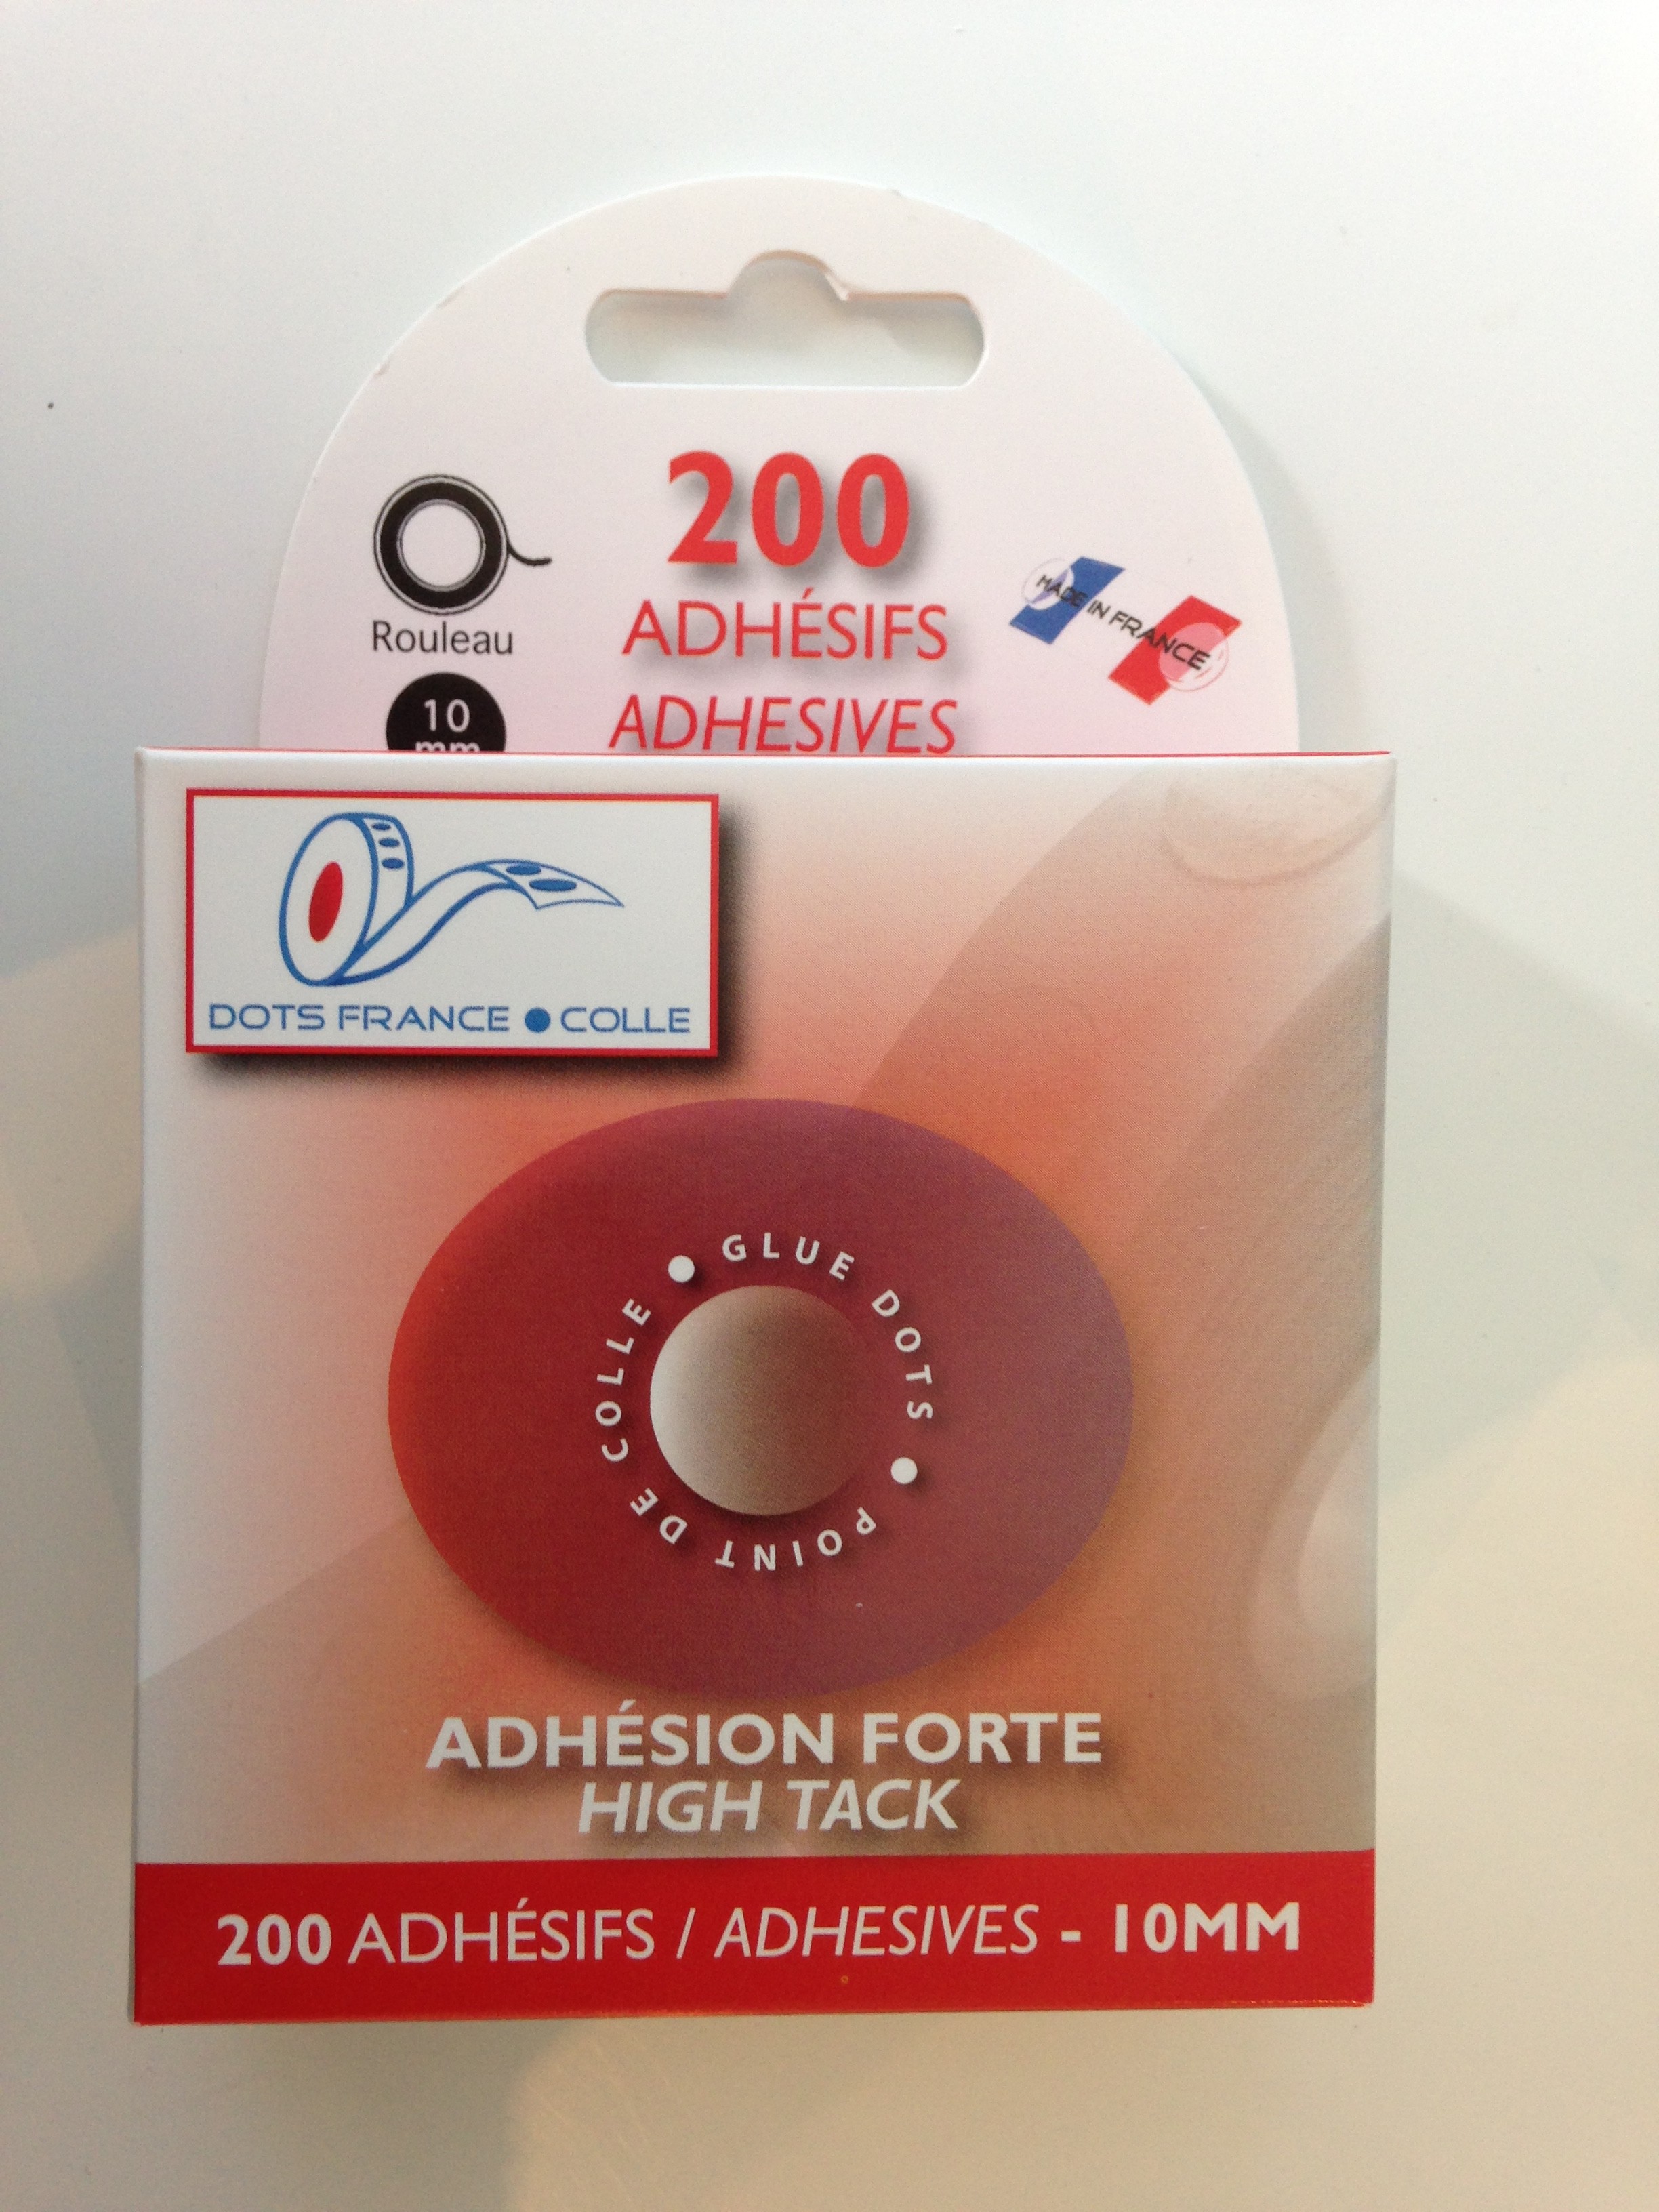 200
ADHÉSIFS
ADHESIVES
Rouleau
10
mm
MADE IN FRANCE
DOTS FRANCE ● COLLE
GLUE DOTS ● POINT DE COLLE ●
ADHÉSION FORTE
HIGH TACK
200 ADHÉSIFS / ADHESIVES - 10MM